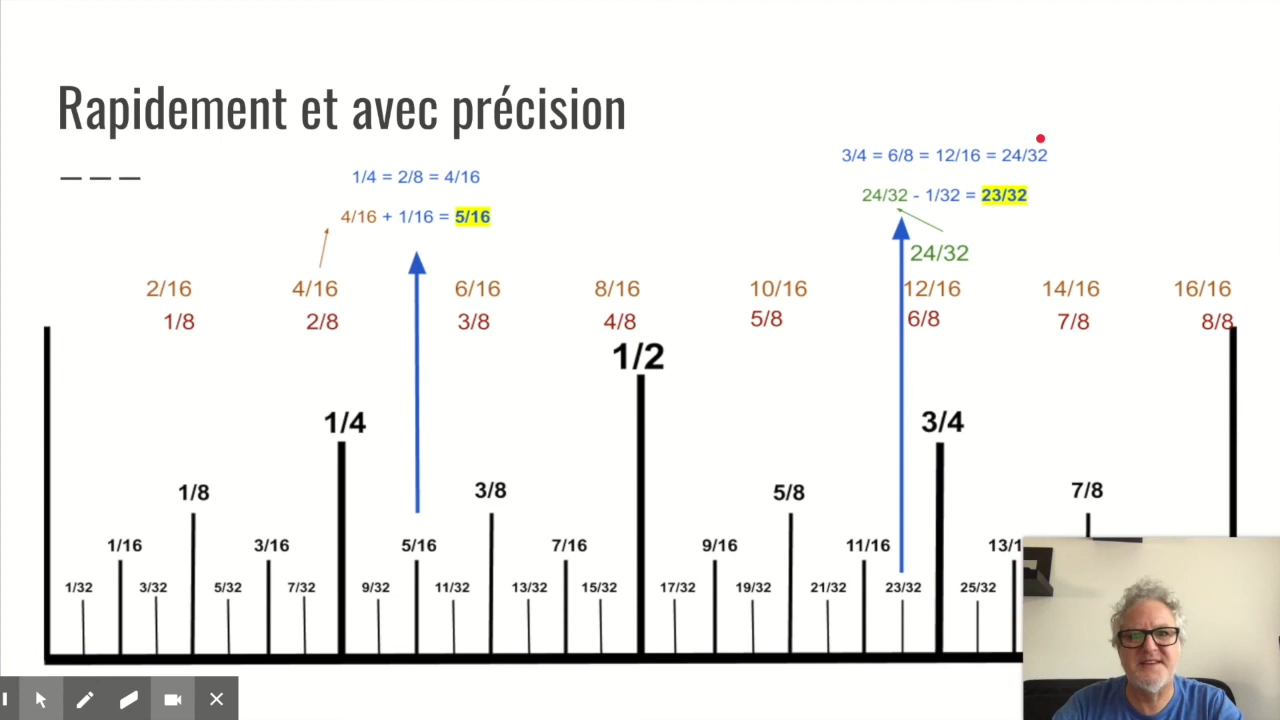 Rapidement et avec précision
1/4 = 2/8 = 4/16
4/16 + 1/16 = 5/16
3/4 = 6/8 = 12/16 = 24/32
24/32 - 1/32 = 23/32
24/32
2/16 4/16 6/16 8/16 10/16 12/16 14/16 16/16
1/8 2/8 3/8 4/8 5/8 6/8 7/8 8/8
1/2
1/4 3/4
1/8 3/8 5/8 7/8
1/16 3/16 5/16 7/16 9/16 11/16 13/1
1/32 3/32 5/32 7/32 9/32 11/32 13/32 15/32 17/32 19/32 21/32 23/32 25/32